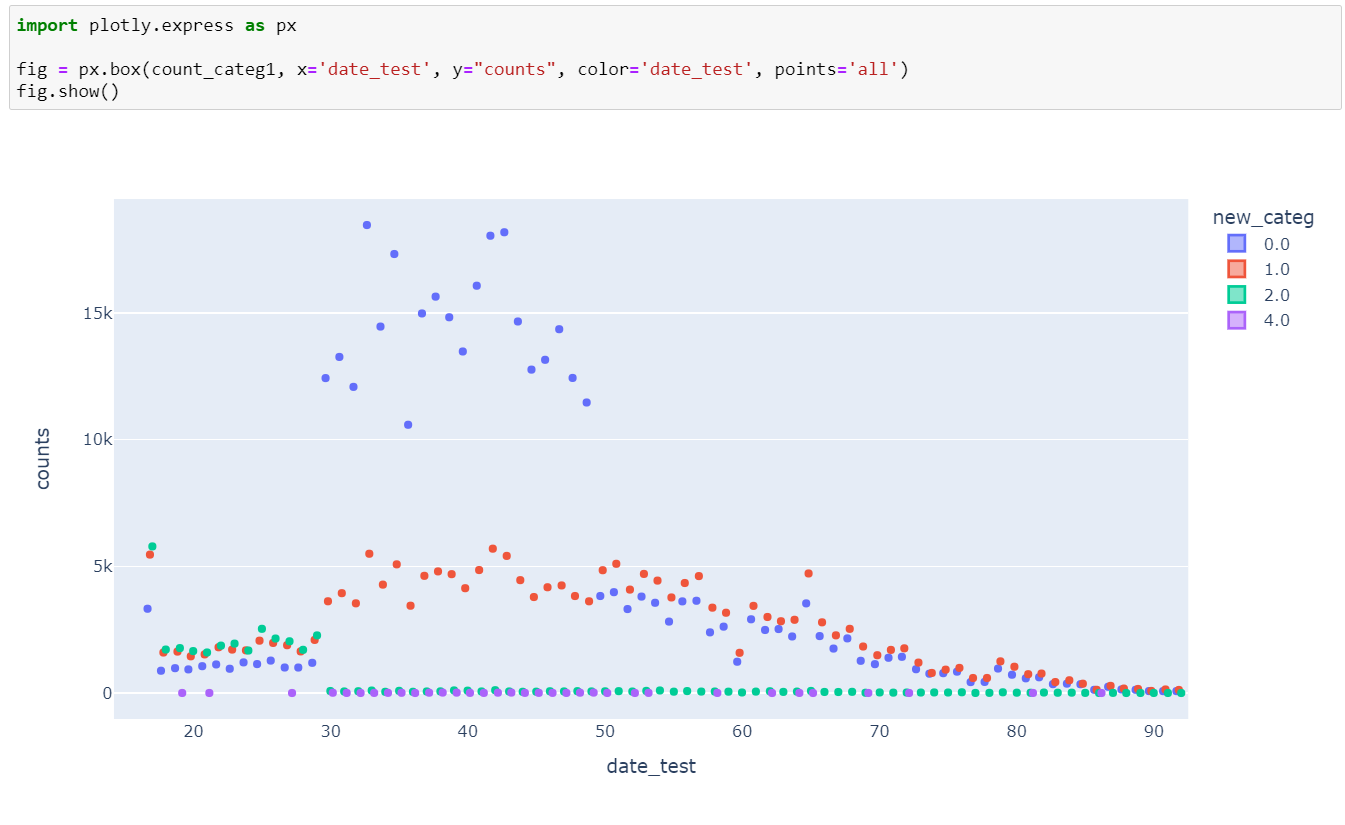 import plotly.express as px
fig = px.box(count_categ1, x='date_test', y="counts", color='date_test', points='all')
fig.show()
new_categ
0.0
1.0
2.0
4.0
15k
10k
5k
0
counts
20 30 40 50 60 70 80 90
date_test